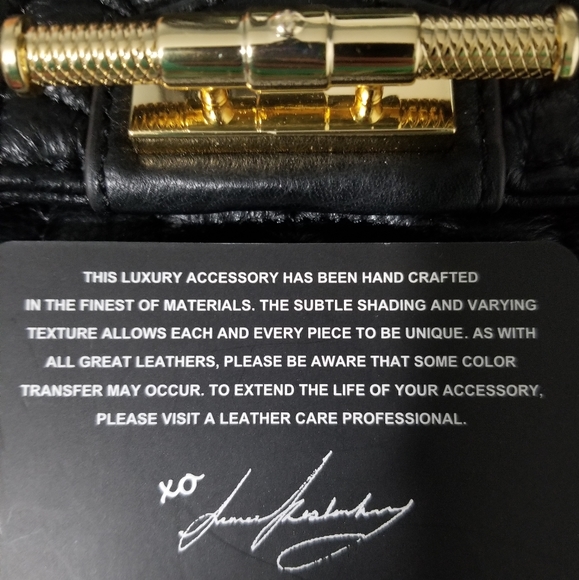 THIS LUXURY ACCESSORY HAS BEEN HAND CRAFTED
IN THE FINEST OF MATERIALS. THE SUBTLE SHADING AND VARYING
TEXTURE ALLOWS EACH AND EVERY PIECE TO BE UNIQUE. AS WITH
ALL GREAT LEATHERS, PLEASE BE AWARE THAT SOME COLOR
TRANSFER MAY OCCUR. TO EXTEND THE LIFE OF YOUR ACCESSORY,
PLEASE VISIT A LEATHER CARE PROFESSIONAL.
xo